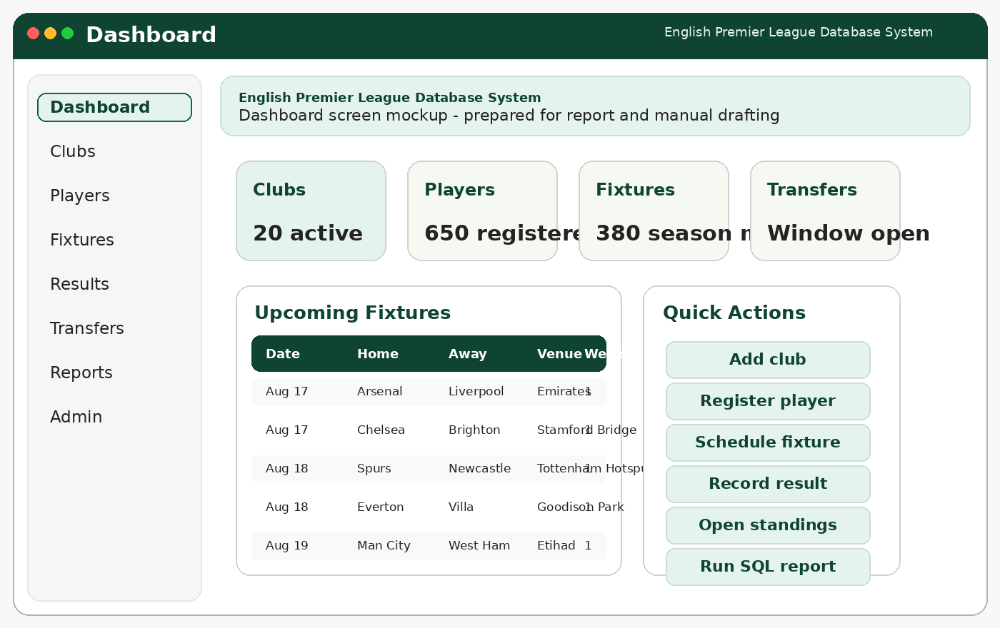 Dashboard
English Premier League Database System
Dashboard
Clubs
Players
Fixtures
Results
Transfers
Reports
Admin
English Premier League Database System
Dashboard screen mockup - prepared for report and manual drafting
Clubs
20 active
Players
650
Fixtures
380 season
Transfers
Window open
Upcoming Fixtures
Date Home Away Venue
Aug 17 Arsenal Liverpool Emirates 1
Aug 17 Chelsea Brighton Stamford Bridge 1
Aug 18 Spurs Newcastle Tottenham 1
Aug 18 Everton Villa Goodison Park 1
Aug 19 Man City West Ham Etihad 1
Quick Actions
Add club
Register player
Schedule fixture
Record result
Open standings
Run SQL report